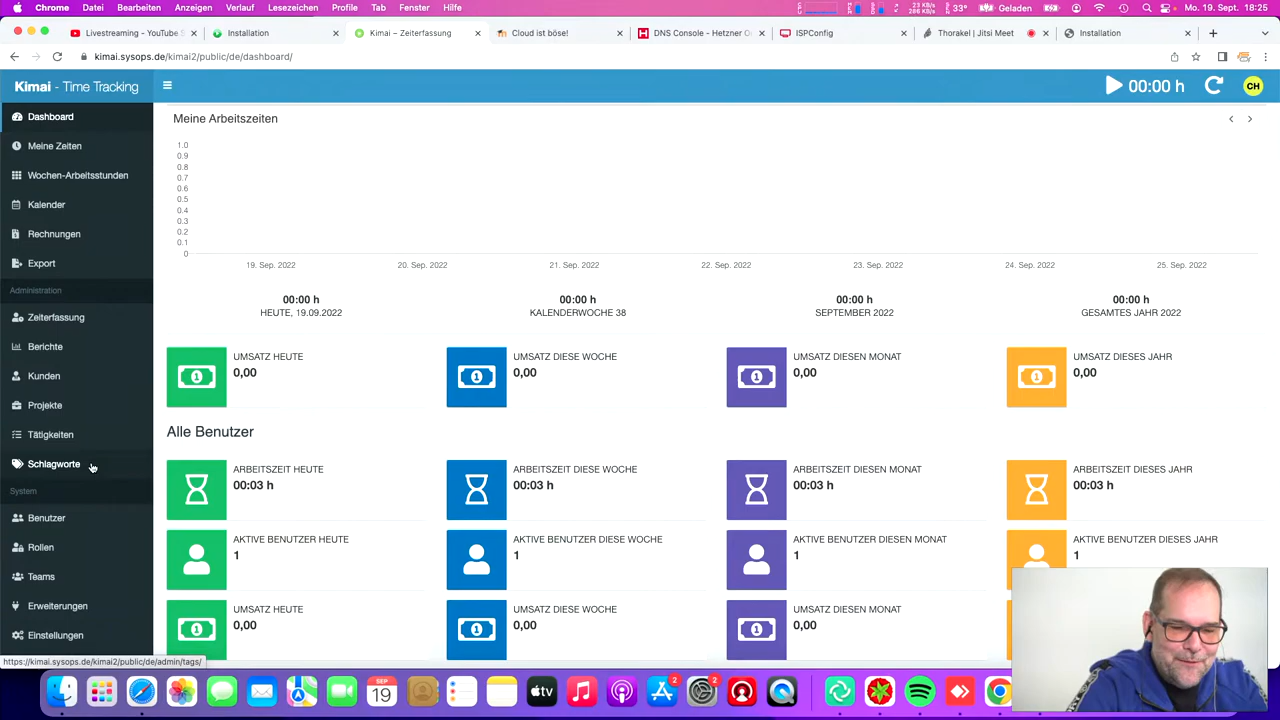 Chrome Datei Bearbeiten Anzeigen Verlauf Lesezeichen Profile Tab Fenster Hilfe 33° Geladen Mo. 19. Sept. 18:25
Livestreaming - YouTube S Installation Kimai – Zeiterfassung Cloud ist böse! DNS Console - Hetzner O ISPConfig Thorakel | Jitsi Meet Installation
kimai.sysops.de/kimai2/public/de/dashboard/
Kimai - Time Tracking 00:00 h CH
Dashboard
Meine Zeiten
Wochen-Arbeitsstunden
Kalender
Rechnungen
Export
Administration
Zeiterfassung
Berichte
Kunden
Projekte
Tätigkeiten
Schlagworte
System
Benutzer
Rollen
Teams
Erweiterungen
Einstellungen
https://kimai.sysops.de/kimai2/public/de/admin/tags/
Meine Arbeitszeiten
1.0
0.9
0.8
0.7
0.6
0.5
0.4
0.3
0.2
0.1
0
19. Sep. 2022 20. Sep. 2022 21. Sep. 2022 22. Sep. 2022 23. Sep. 2022 24. Sep. 2022 25. Sep. 2022
00:00 h 00:00 h 00:00 h 00:00 h
HEUTE, 19.09.2022 KALENDERWOCHE 38 SEPTEMBER 2022 GESAMTES JAHR 2022
UMSATZ HEUTE UMSATZ DIESE WOCHE UMSATZ DIESEN MONAT UMSATZ DIESES JAHR
0,00 0,00 0,00 0,00
Alle Benutzer
ARBEITSZEIT HEUTE ARBEITSZEIT DIESE WOCHE ARBEITSZEIT DIESEN MONAT ARBEITSZEIT DIESES JAHR
00:03 h 00:03 h 00:03 h 00:03 h
AKTIVE BENUTZER HEUTE AKTIVE BENUTZER DIESE WOCHE AKTIVE BENUTZER DIESEN MONAT AKTIVE BENUTZER DIESES JAHR
1 1 1 1
UMSATZ HEUTE UMSATZ DIESE WOCHE UMSATZ DIESEN MONAT
0,00 0,00 0,00
SEP
19
tv
2
2